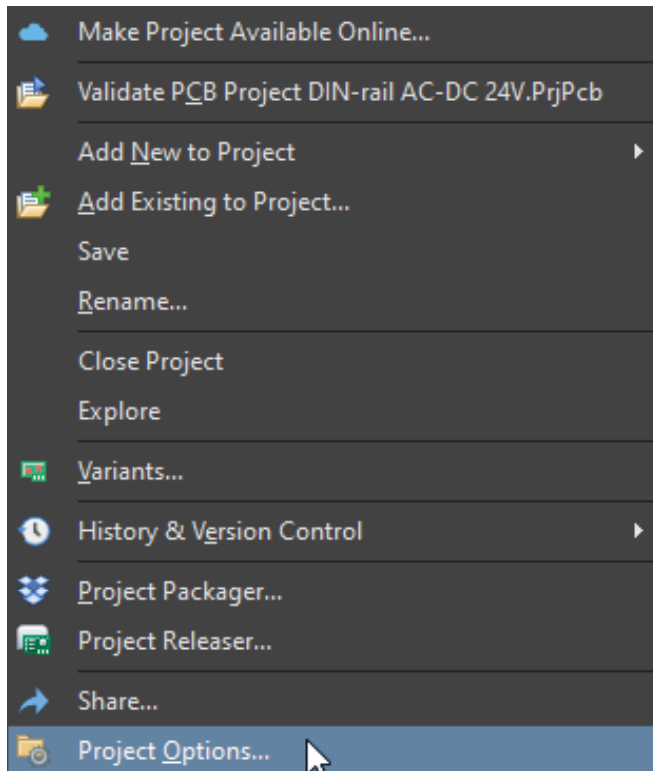 Make Project Available Online...
Validate PCB Project DIN-rail AC-DC 24V.PrjPcb
Add New to Project
Add Existing to Project...
Save
Rename...
Close Project
Explore
Variants...
History & Version Control
Project Packager...
Project Releaser...
Share...
Project Options...